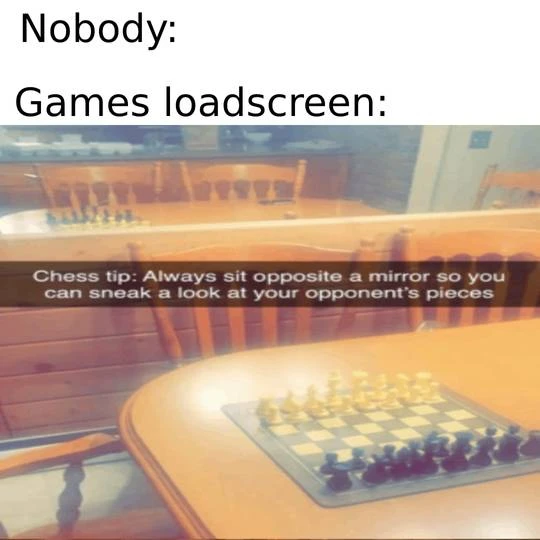 Nobody:
Games loadscreen:
Chess tip: Always sit opposite a mirror so you
can sneak a look at your opponent's pieces